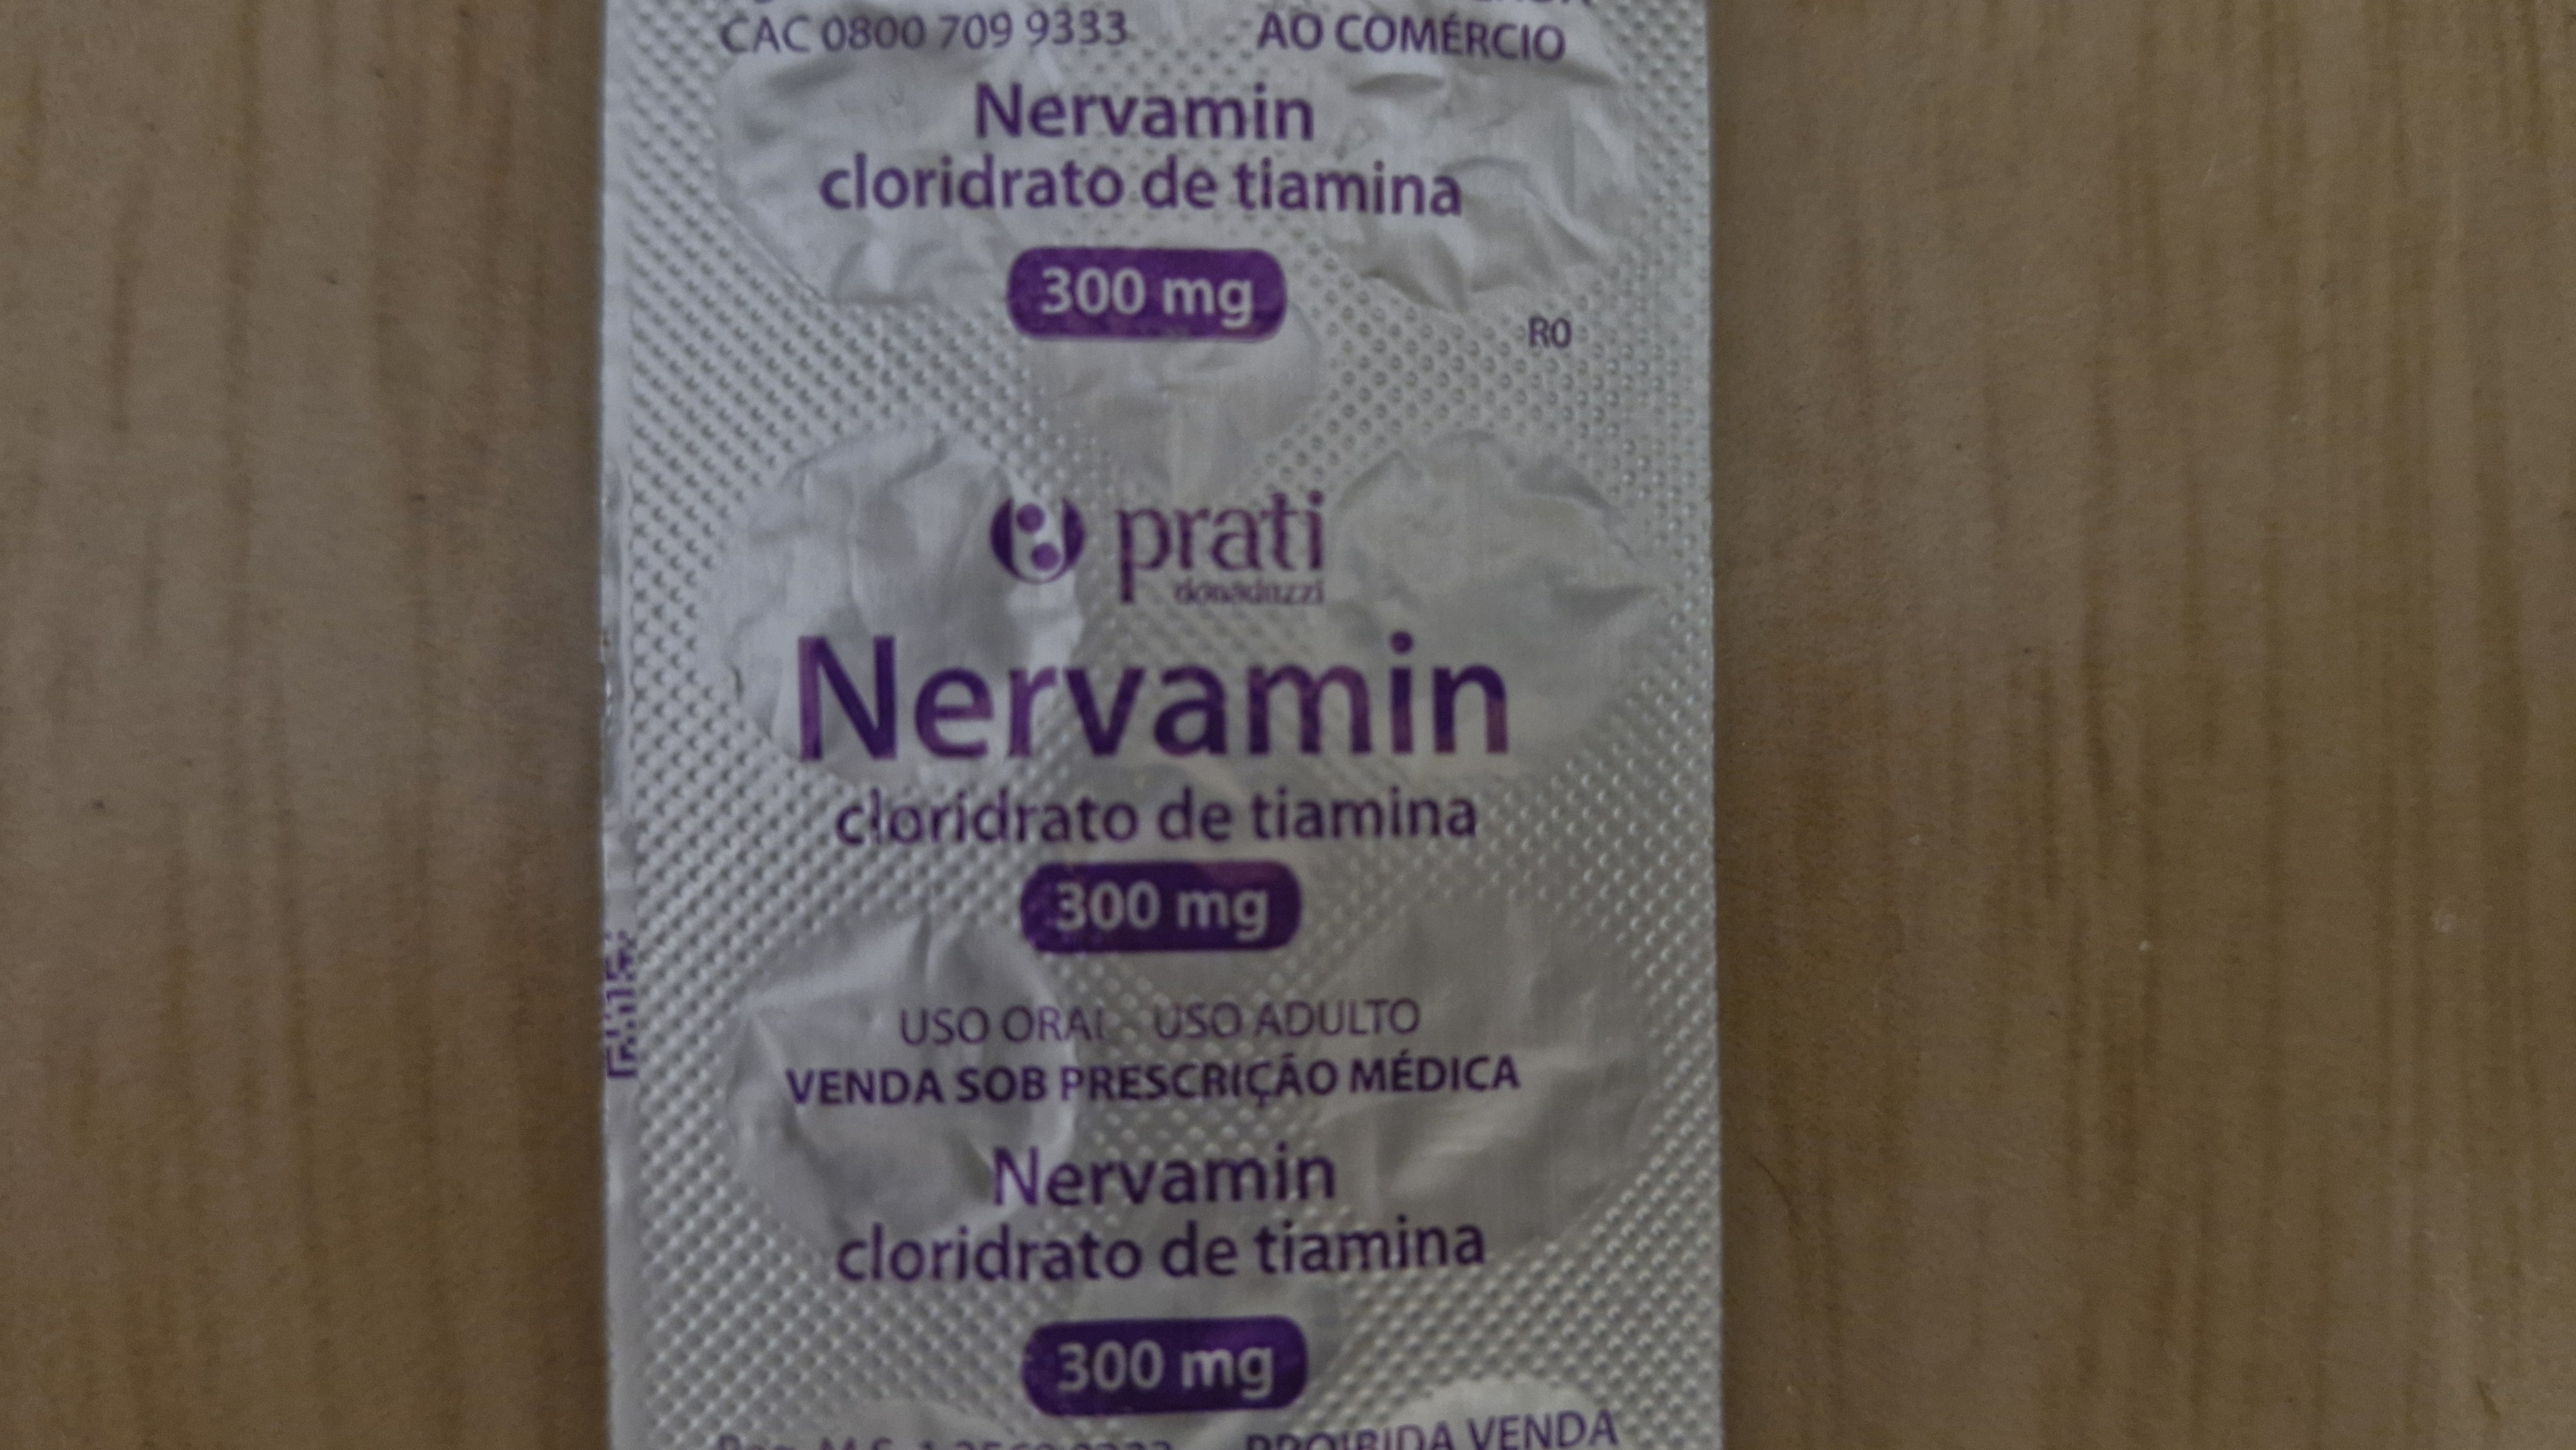 CAC 0800 709 9333 AO COMÉRCIO
Nervamin
cloridrato de tiamina
300 mg
R0
prati
donaduzzi
Nervamin
cloridrato de tiamina
300 mg
USO ORAL USO ADULTO
VENDA SOB PRESCRIÇÃO MÉDICA
Nervamin
cloridrato de tiamina
300 mg
PROIBIDA VENDA